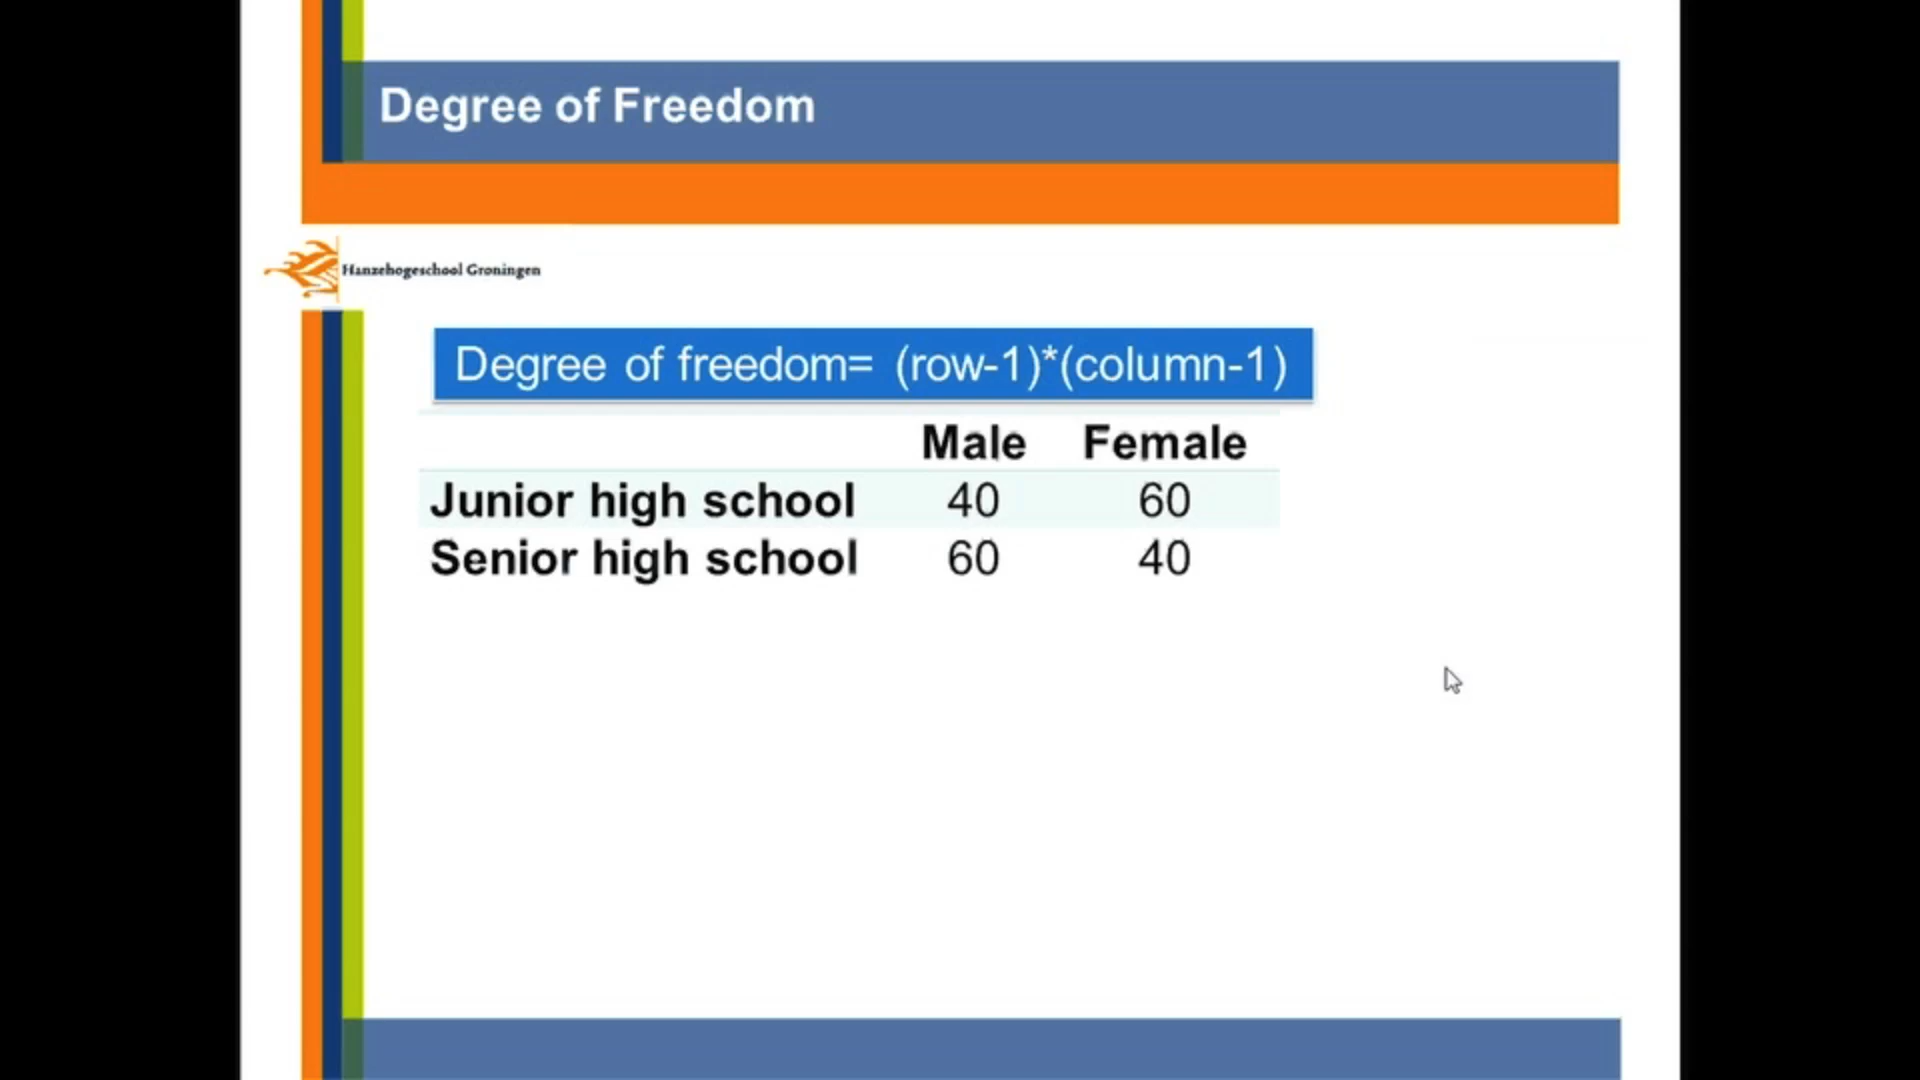 Degree of Freedom
Hanzehogeschool Groningen
Degree of freedom= (row-1)*(column-1)
Male Female
Junior high school 40 60
Senior high school 60 40